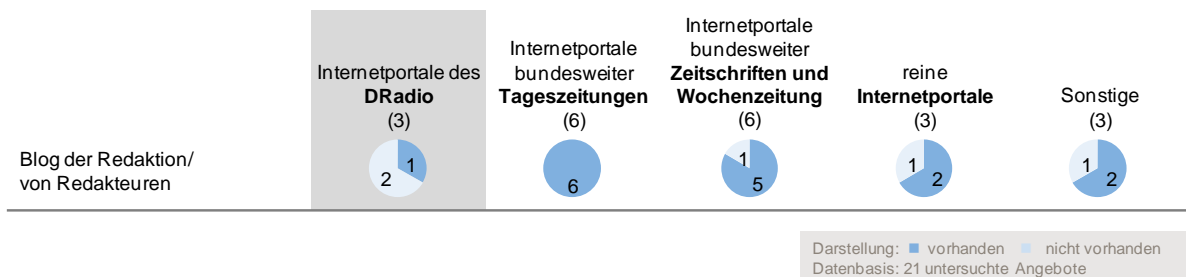 Internetportale des
DRadio
(3)
Internetportale
bundesweiter
Tageszeitungen
(6)
Internetportale
bundesweiter
Zeitschriften und
Wochenzeitung
(6)
reine
Internetportale
(3)
Sonstige
(3)
Blog der Redaktion/
von Redakteuren
1
2
6
1
5
1
2
1
2
Darstellung: vorhanden nicht vorhanden
Datenbasis: 21 untersuchte Angebote